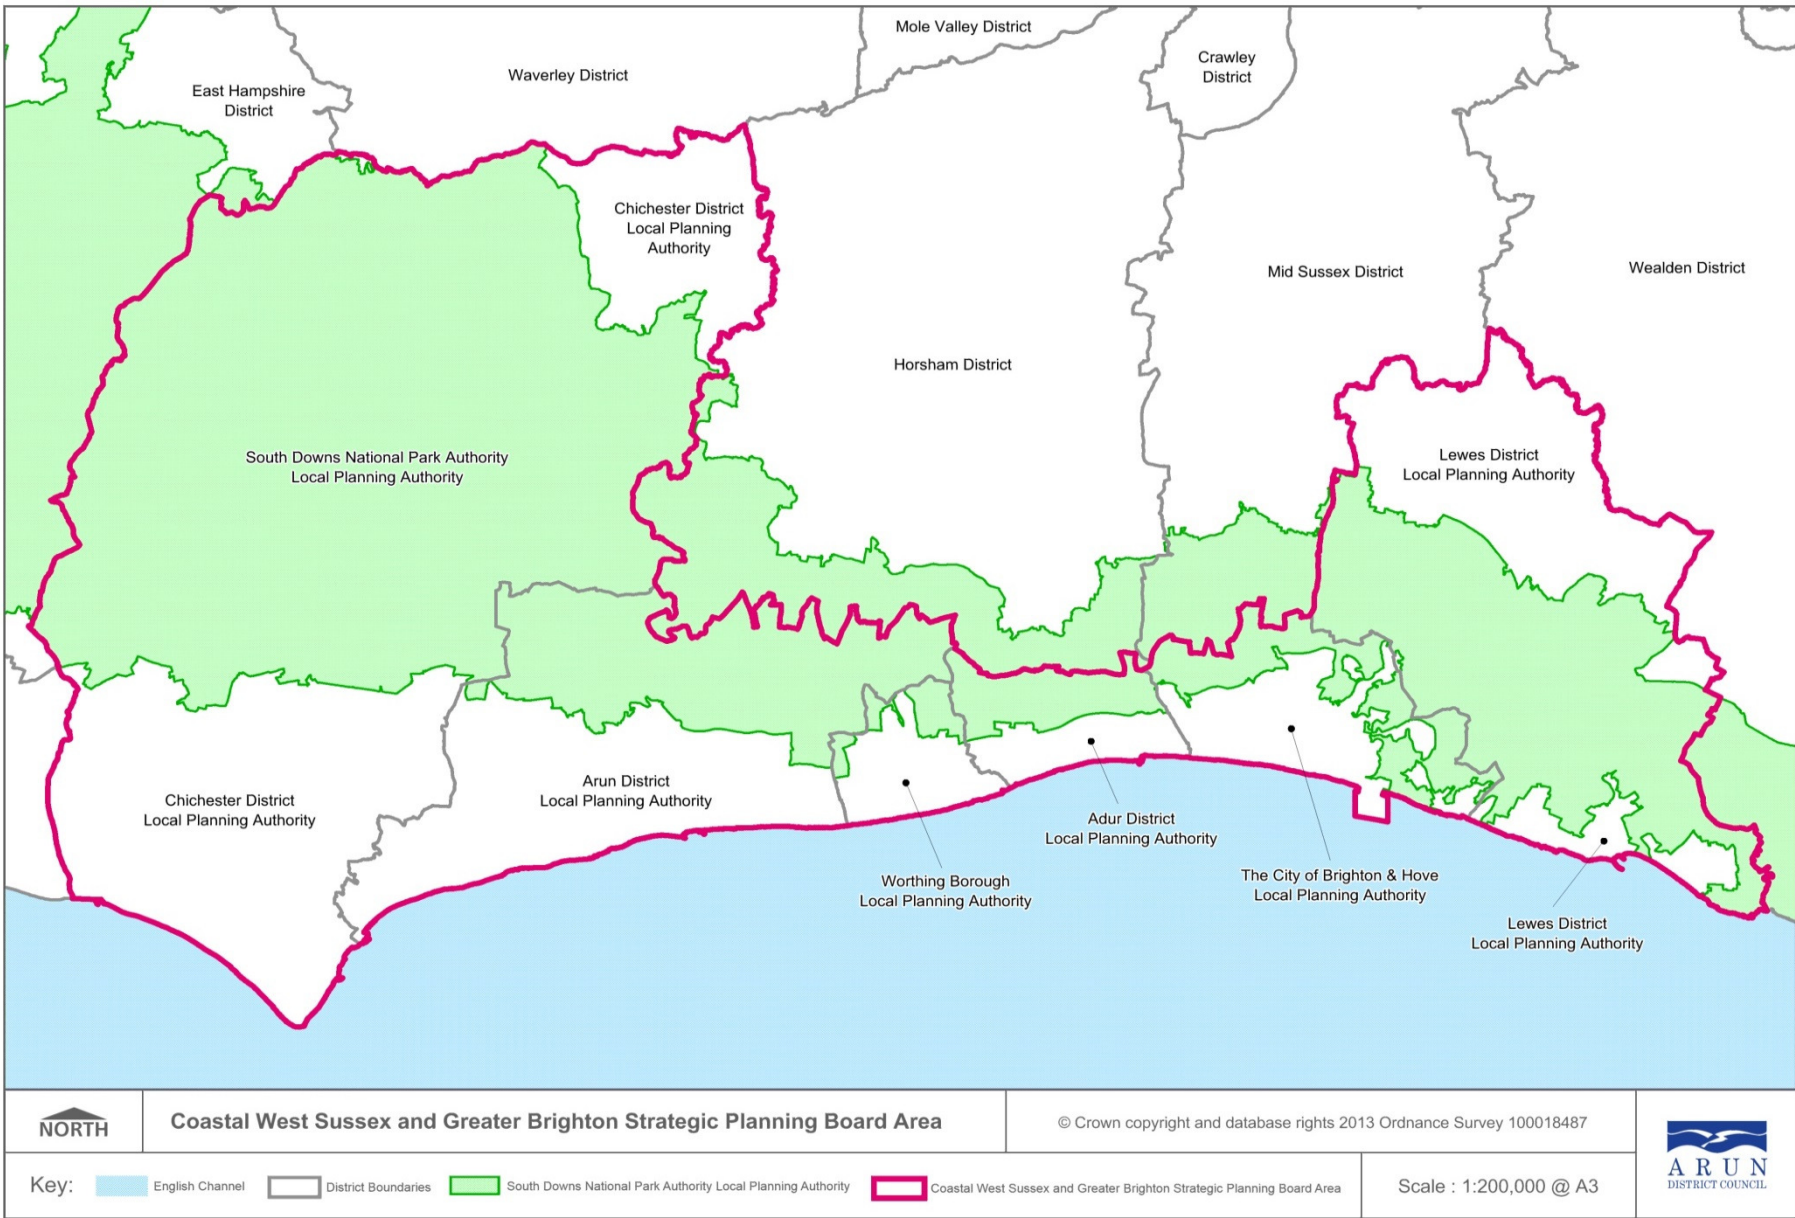 Mole Valley District
Crawley
District
Waverley District
East Hampshire
District
Chichester District
Local Planning
Authority
Mid Sussex District
Wealden District
Horsham District
South Downs National Park Authority
Local Planning Authority
Lewes District
Local Planning Authority
Chichester District
Local Planning Authority
Arun District
Local Planning Authority
Adur District
Local Planning Authority
Worthing Borough
Local Planning Authority
The City of Brighton & Hove
Local Planning Authority
Lewes District
Local Planning Authority
NORTH
Coastal West Sussex and Greater Brighton Strategic Planning Board Area
© Crown copyright and database rights 2013 Ordnance Survey 100018487
Key:
English Channel
District Boundaries
South Downs National Park Authority Local Planning Authority
Coastal West Sussex and Greater Brighton Strategic Planning Board Area
Scale : 1:200,000 @ A3
ARUN
DISTRICT COUNCIL